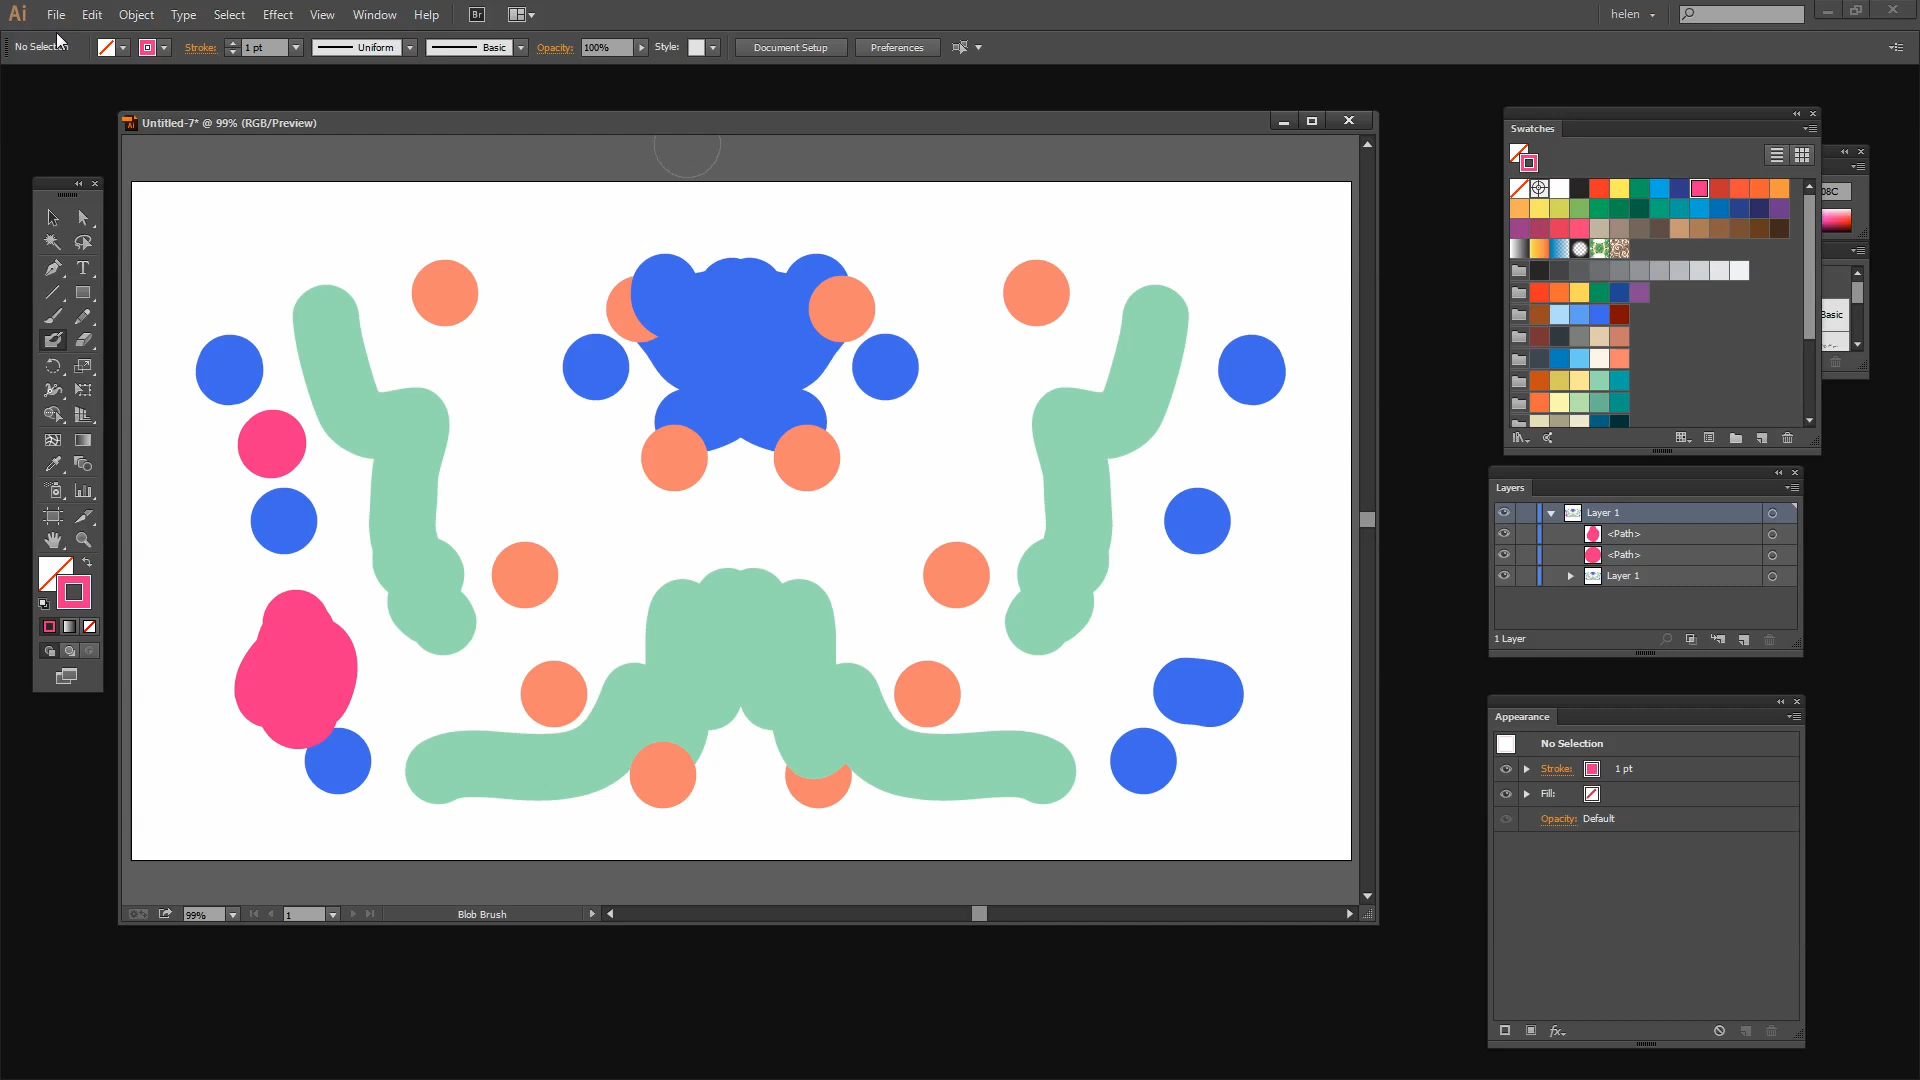 Ai File Edit Object Type Select Effect View Window Help Br helen
No Selection Stroke: 1 pt Uniform Basic Opacity: 100% Style: Document Setup Preferences
Untitled-7* @ 99% (RGB/Preview)
Swatches
08C
Basic
Layers
Layer 1
<Path>
<Path>
Layer 1
1 Layer
Appearance
No Selection
Stroke: 1 pt
Fill:
Opacity: Default
fx
99% 1 Blob Brush